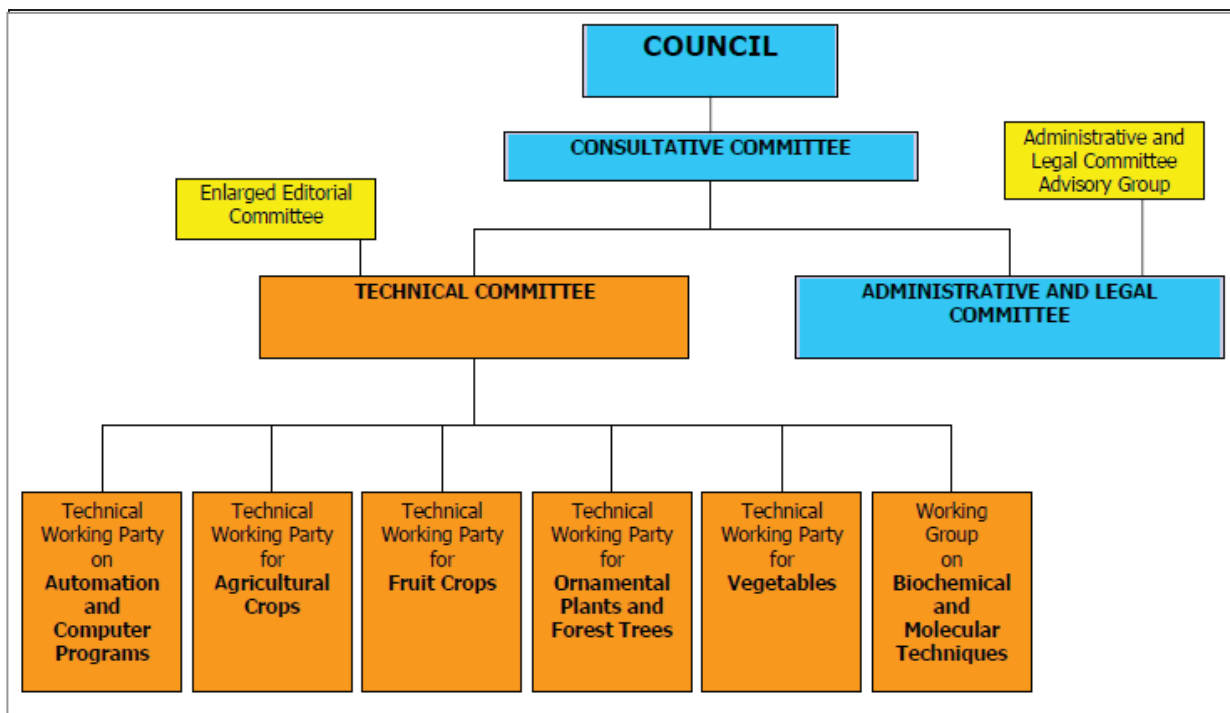 COUNCIL
CONSULTATIVE COMMITTEE
Administrative and
Legal Committee
Advisory Group
Enlarged Editorial
Committee
TECHNICAL COMMITTEE
ADMINISTRATIVE AND LEGAL
COMMITTEE
Technical
Working Party
on
Automation
and
Computer
Programs
Technical
Working Party
for
Agricultural
Crops
Technical
Working Party
for
Fruit Crops
Technical
Working Party
for
Ornamental
Plants and
Forest Trees
Technical
Working Party
for
Vegetables
Working
Group
on
Biochemical
and
Molecular
Techniques